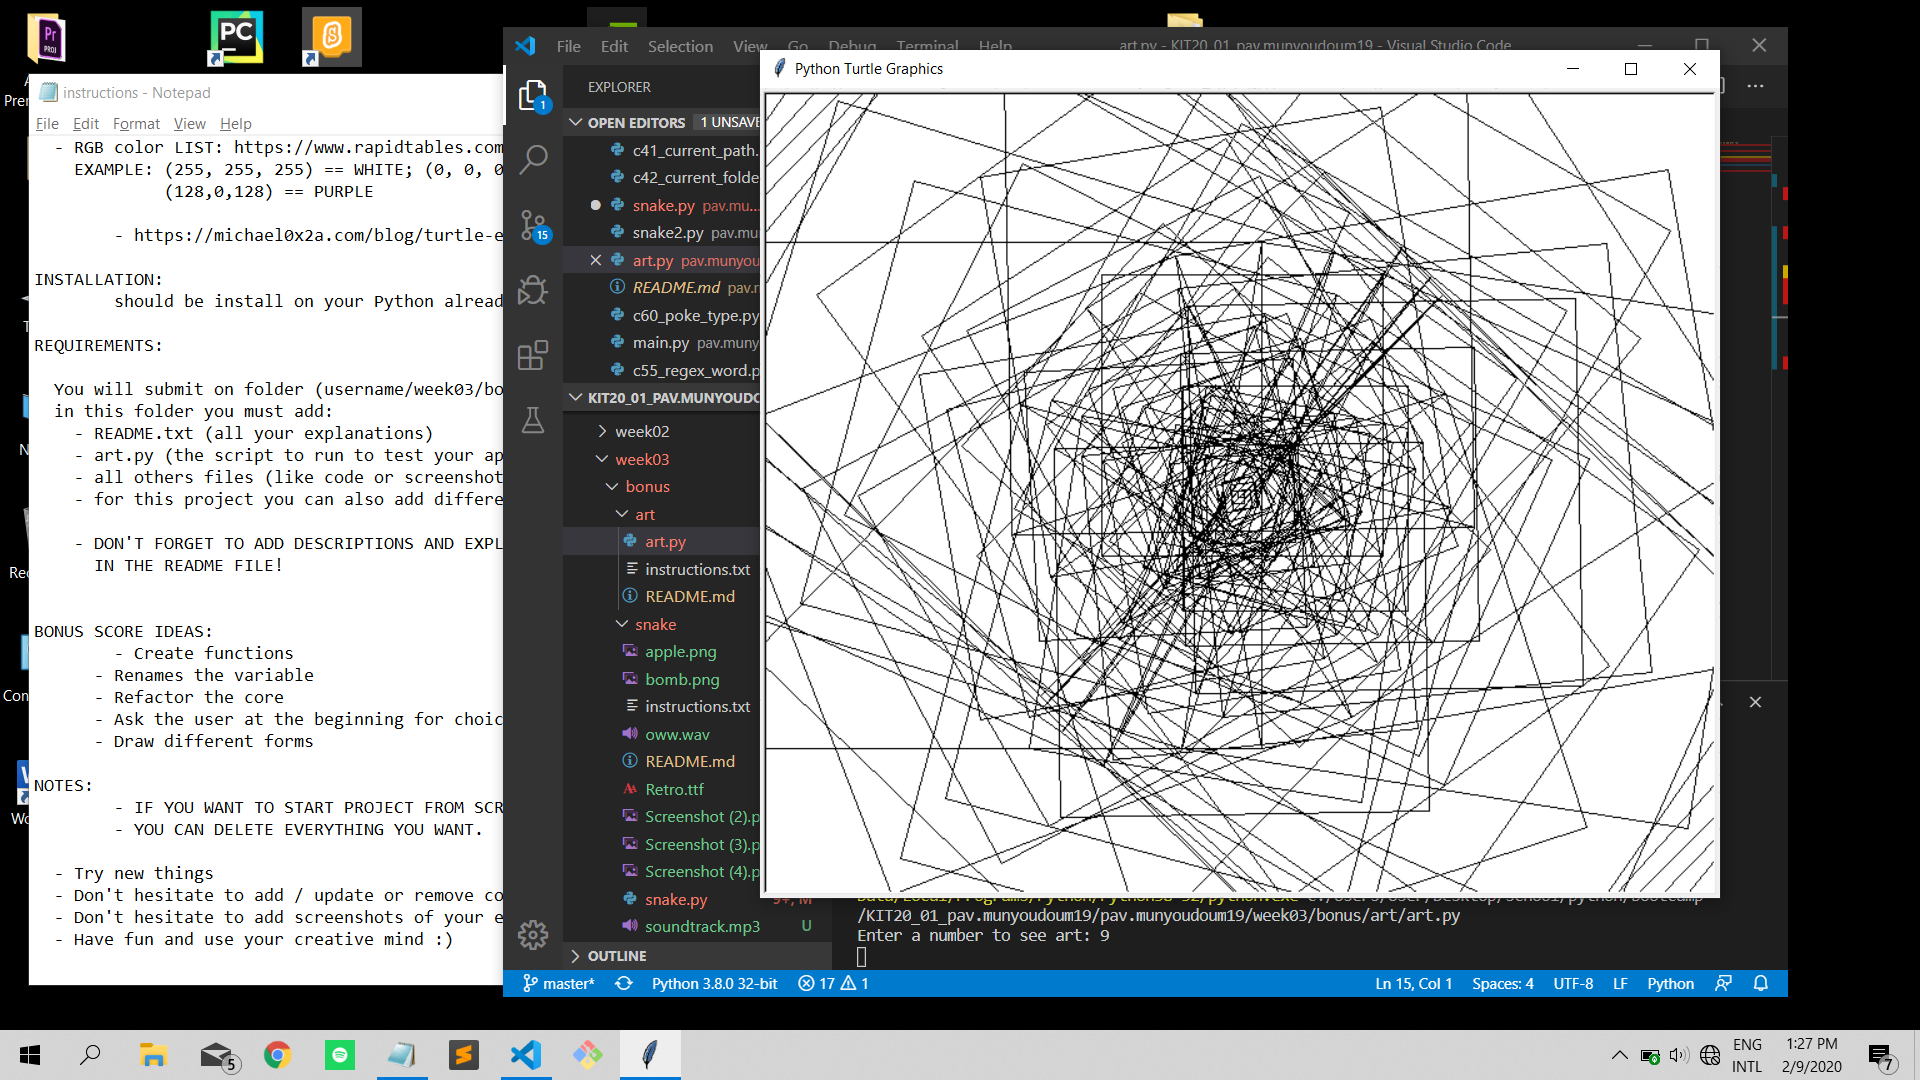 instructions - Notepad
File Edit Format View Help
- RGB color LIST: https://www.rapidtables.com
EXAMPLE: (255, 255, 255) == WHITE; (0, 0, 0
(128,0,128) == PURPLE
- https://michael0x2a.com/blog/turtle-e
INSTALLATION:
should be install on your Python alread
REQUIREMENTS:
You will submit on folder (username/week03/bo
in this folder you must add:
- README.txt (all your explanations)
- art.py (the script to run to test your ap
- all others files (like code or screenshot
- for this project you can also add differe
- DON'T FORGET TO ADD DESCRIPTIONS AND EXPL
IN THE README FILE!
BONUS SCORE IDEAS:
- Create functions
- Renames the variable
- Refactor the core
- Ask the user at the beginning for choic
- Draw different forms
NOTES:
- IF YOU WANT TO START PROJECT FROM SCR
- YOU CAN DELETE EVERYTHING YOU WANT.
- Try new things
- Don't hesitate to add / update or remove co
- Don't hesitate to add screenshots of your e
- Have fun and use your creative mind :)
File Edit Selection View Go Debug Terminal Help
art.py - KIT20_01_pav.munyoudoum19 - Visual Studio Code
Python Turtle Graphics
EXPLORER
OPEN EDITORS 1 UNSAVE
c41_current_path.
c42_current_folde
snake.py pav.mu...
snake2.py pav.mu
art.py pav.munyou
README.md pav.r
c60_poke_type.py
main.py pav.muny
c55_regex_word.p
KIT20_01_PAV.MUNYOUDO
week02
week03
bonus
art
art.py
instructions.txt
README.md
snake
apple.png
bomb.png
instructions.txt
oww.wav
README.md
Retro.ttf
Screenshot (2).p
Screenshot (3).p
Screenshot (4).p
snake.py 9+, M
soundtrack.mp3 U
OUTLINE
1
15
/KIT20_01_pav.munyoudoum19/pav.munyoudoum19/week03/bonus/art/art.py
Enter a number to see art: 9
master* Python 3.8.0 32-bit 17 1
Ln 15, Col 1 Spaces: 4 UTF-8 LF Python
5
ENG
INTL
1:27 PM
2/9/2020
7